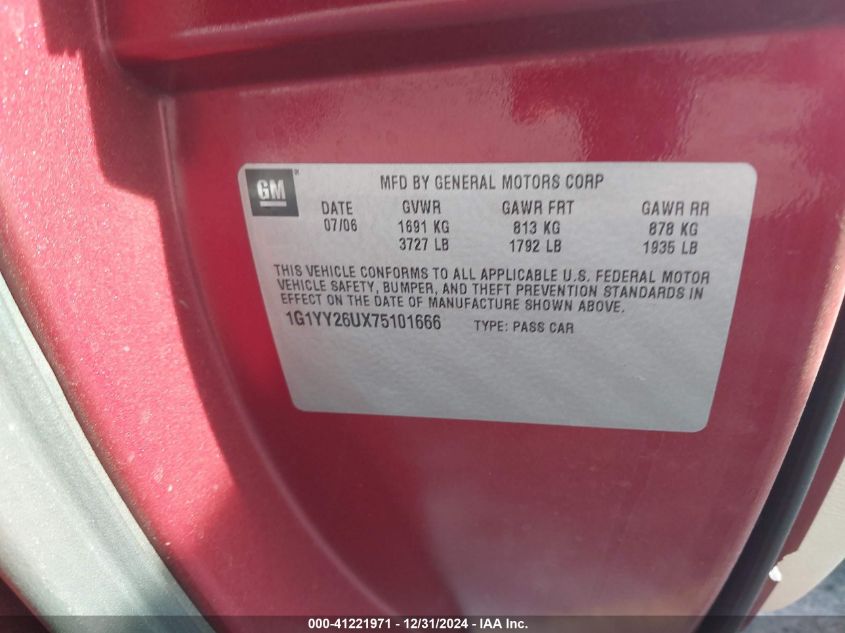 GM
MFD BY GENERAL MOTORS CORP
DATE GVWR GAWR FRT GAWR RR
07/06 1691 KG 813 KG 878 KG
3727 LB 1792 LB 1935 LB
THIS VEHICLE CONFORMS TO ALL APPLICABLE U.S. FEDERAL MOTOR
VEHICLE SAFETY, BUMPER, AND THEFT PREVENTION STANDARDS IN
EFFECT ON THE DATE OF MANUFACTURE SHOWN ABOVE.
1G1YY26UX75101666 TYPE: PASS CAR
000-41221971 - 12/31/2024 - IAA Inc.